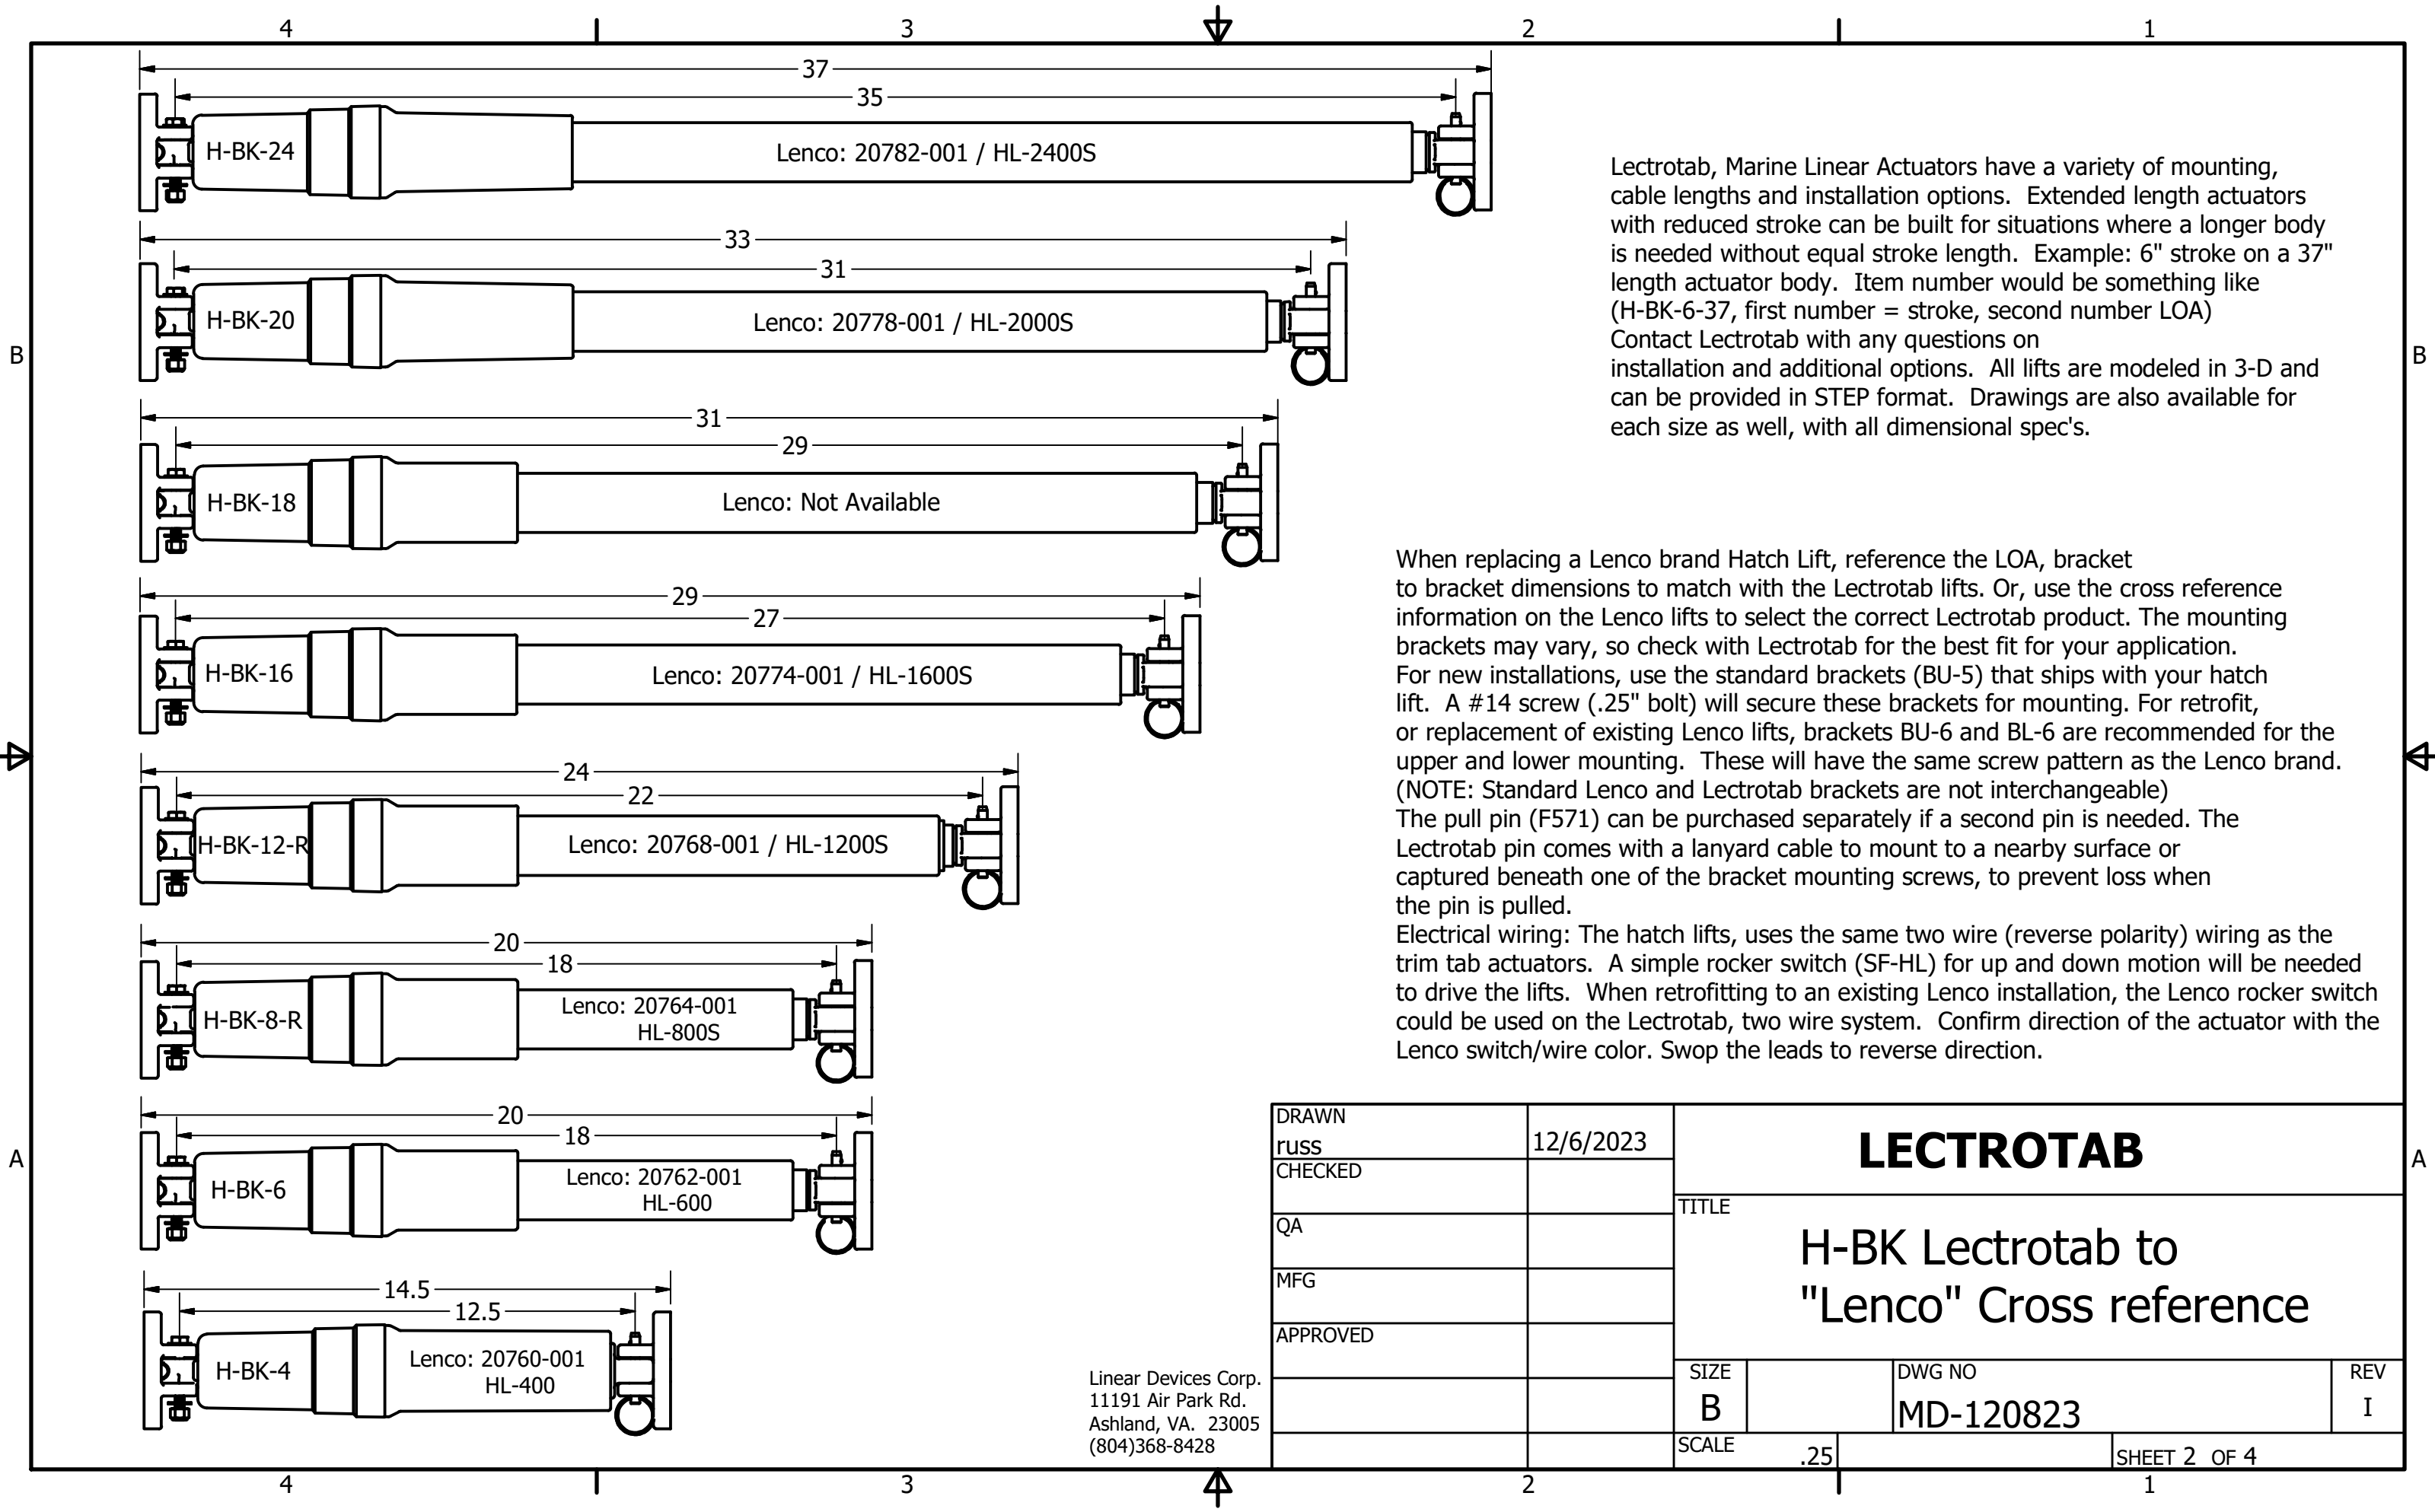 4 3 2 1
37
35
H-BK-24
Lenco: 20782-001 / HL-2400S
33
31
H-BK-20
Lenco: 20778-001 / HL-2000S
B
B
31
29
H-BK-18
Lenco: Not Available
29
27
H-BK-16
Lenco: 20774-001 / HL-1600S
24
22
H-BK-12-R
Lenco: 20768-001 / HL-1200S
20
18
H-BK-8-R
Lenco: 20764-001
HL-800S
20
18
H-BK-6
Lenco: 20762-001
HL-600
A
A
14.5
12.5
H-BK-4
Lenco: 20760-001
HL-400
Lectrotab, Marine Linear Actuators have a variety of mounting,
cable lengths and installation options. Extended length actuators
with reduced stroke can be built for situations where a longer body
is needed without equal stroke length. Example: 6" stroke on a 37"
length actuator body. Item number would be something like
(H-BK-6-37, first number = stroke, second number LOA)
Contact Lectrotab with any questions on
installation and additional options. All lifts are modeled in 3-D and
can be provided in STEP format. Drawings are also available for
each size as well, with all dimensional spec's.
When replacing a Lenco brand Hatch Lift, reference the LOA, bracket
to bracket dimensions to match with the Lectrotab lifts. Or, use the cross reference
information on the Lenco lifts to select the correct Lectrotab product. The mounting
brackets may vary, so check with Lectrotab for the best fit for your application.
For new installations, use the standard brackets (BU-5) that ships with your hatch
lift. A #14 screw (.25" bolt) will secure these brackets for mounting. For retrofit,
or replacement of existing Lenco lifts, brackets BU-6 and BL-6 are recommended for the
upper and lower mounting. These will have the same screw pattern as the Lenco brand.
(NOTE: Standard Lenco and Lectrotab brackets are not interchangeable)
The pull pin (F571) can be purchased separately if a second pin is needed. The
Lectrotab pin comes with a lanyard cable to mount to a nearby surface or
captured beneath one of the bracket mounting screws, to prevent loss when
the pin is pulled.
Electrical wiring: The hatch lifts, uses the same two wire (reverse polarity) wiring as the
trim tab actuators. A simple rocker switch (SF-HL) for up and down motion will be needed
to drive the lifts. When retrofitting to an existing Lenco installation, the Lenco rocker switch
could be used on the Lectrotab, two wire system. Confirm direction of the actuator with the
Lenco switch/wire color. Swop the leads to reverse direction.
Linear Devices Corp.
11191 Air Park Rd.
Ashland, VA. 23005
(804)368-8428
DRAWN
russ 12/6/2023
CHECKED
QA
MFG
APPROVED
LECTROTAB
TITLE
H-BK Lectrotab to
"Lenco" Cross reference
SIZE
B
DWG NO
MD-120823
REV
I
SCALE .25
SHEET 2 OF 4
4 3 2 1